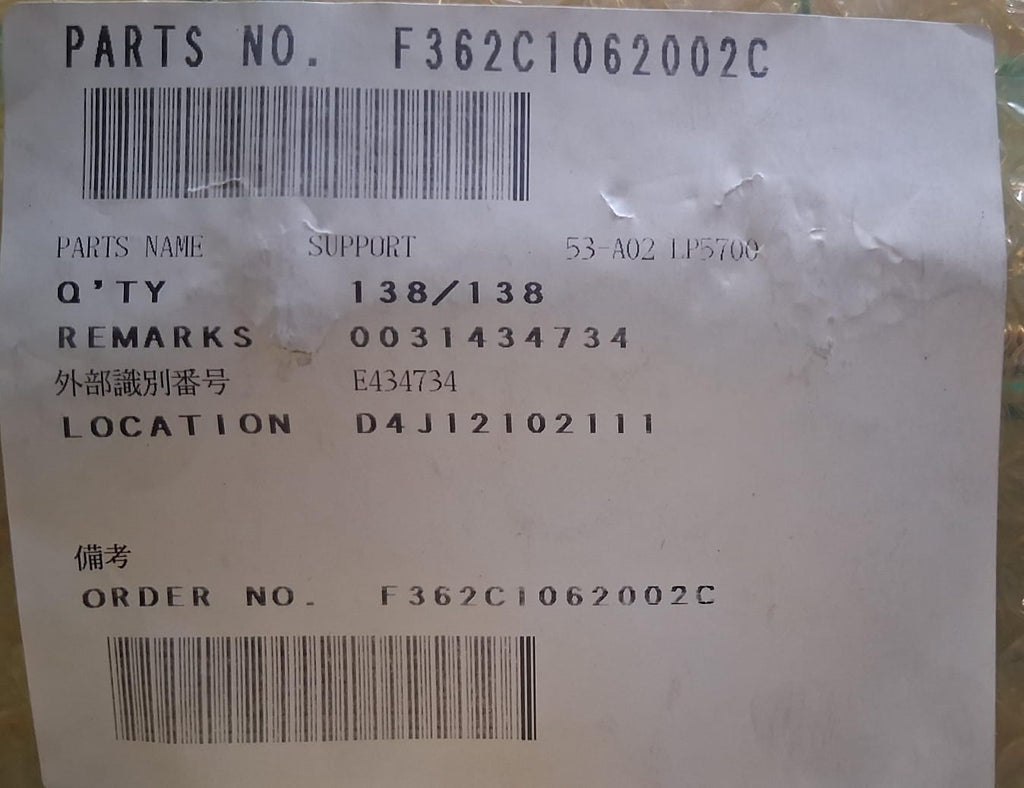 PARTS NO. F362C1062002C
PARTS NAME SUPPORT 53-A02 LP5700
Q'TY 138/138
REMARKS 0031434734
外部識別番号 E434734
LOCATION D4J12102111
備考
ORDER NO. F362C1062002C